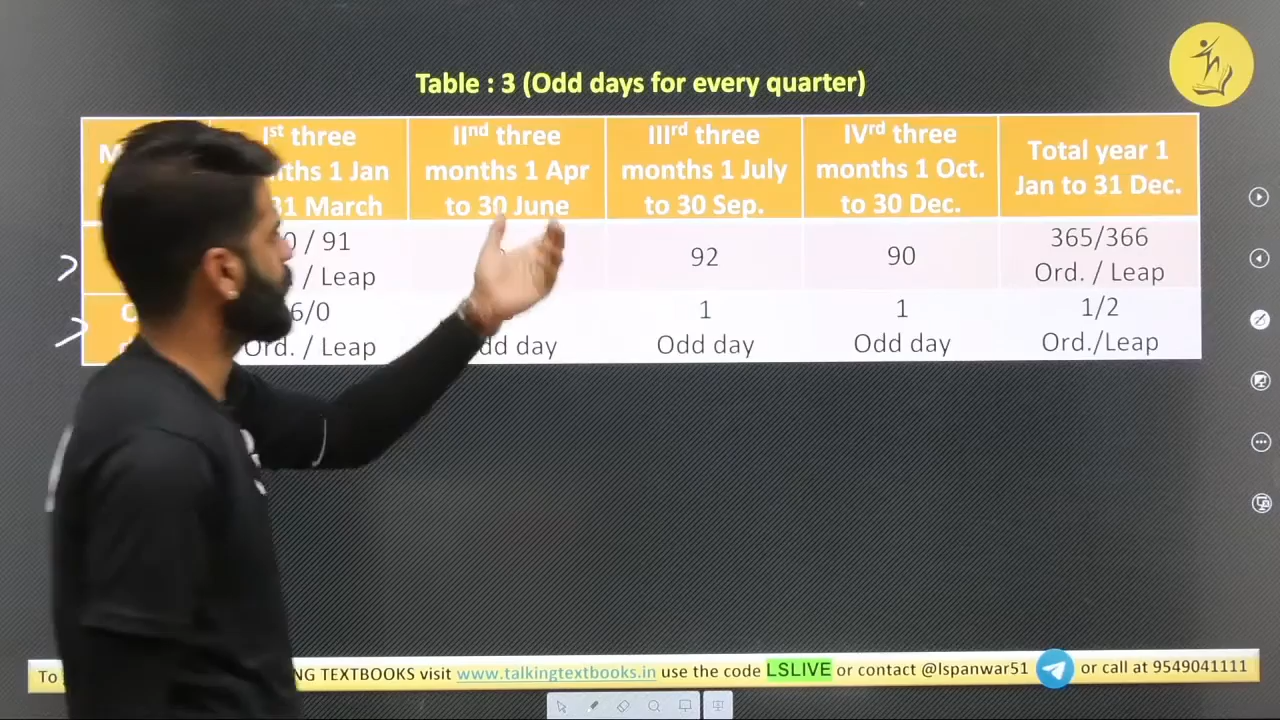 Table : 3 (Odd days for every quarter)
Ist three
months 1 Jan
31 March
IInd three
months 1 Apr
to 30 June
IIIrd three
months 1 July
to 30 Sep.
IVrd three
months 1 Oct.
to 30 Dec.
Total year 1
Jan to 31 Dec.
/ 91
/ Leap
92
90
365/366
Ord. / Leap
6/0
Ord. / Leap
day
1
Odd day
1
Odd day
1/2
Ord./Leap
To
TEXTBOOKS visit www.talkingtextbooks.in use the code LSLIVE or contact @lspanwar51 or call at 9549041111